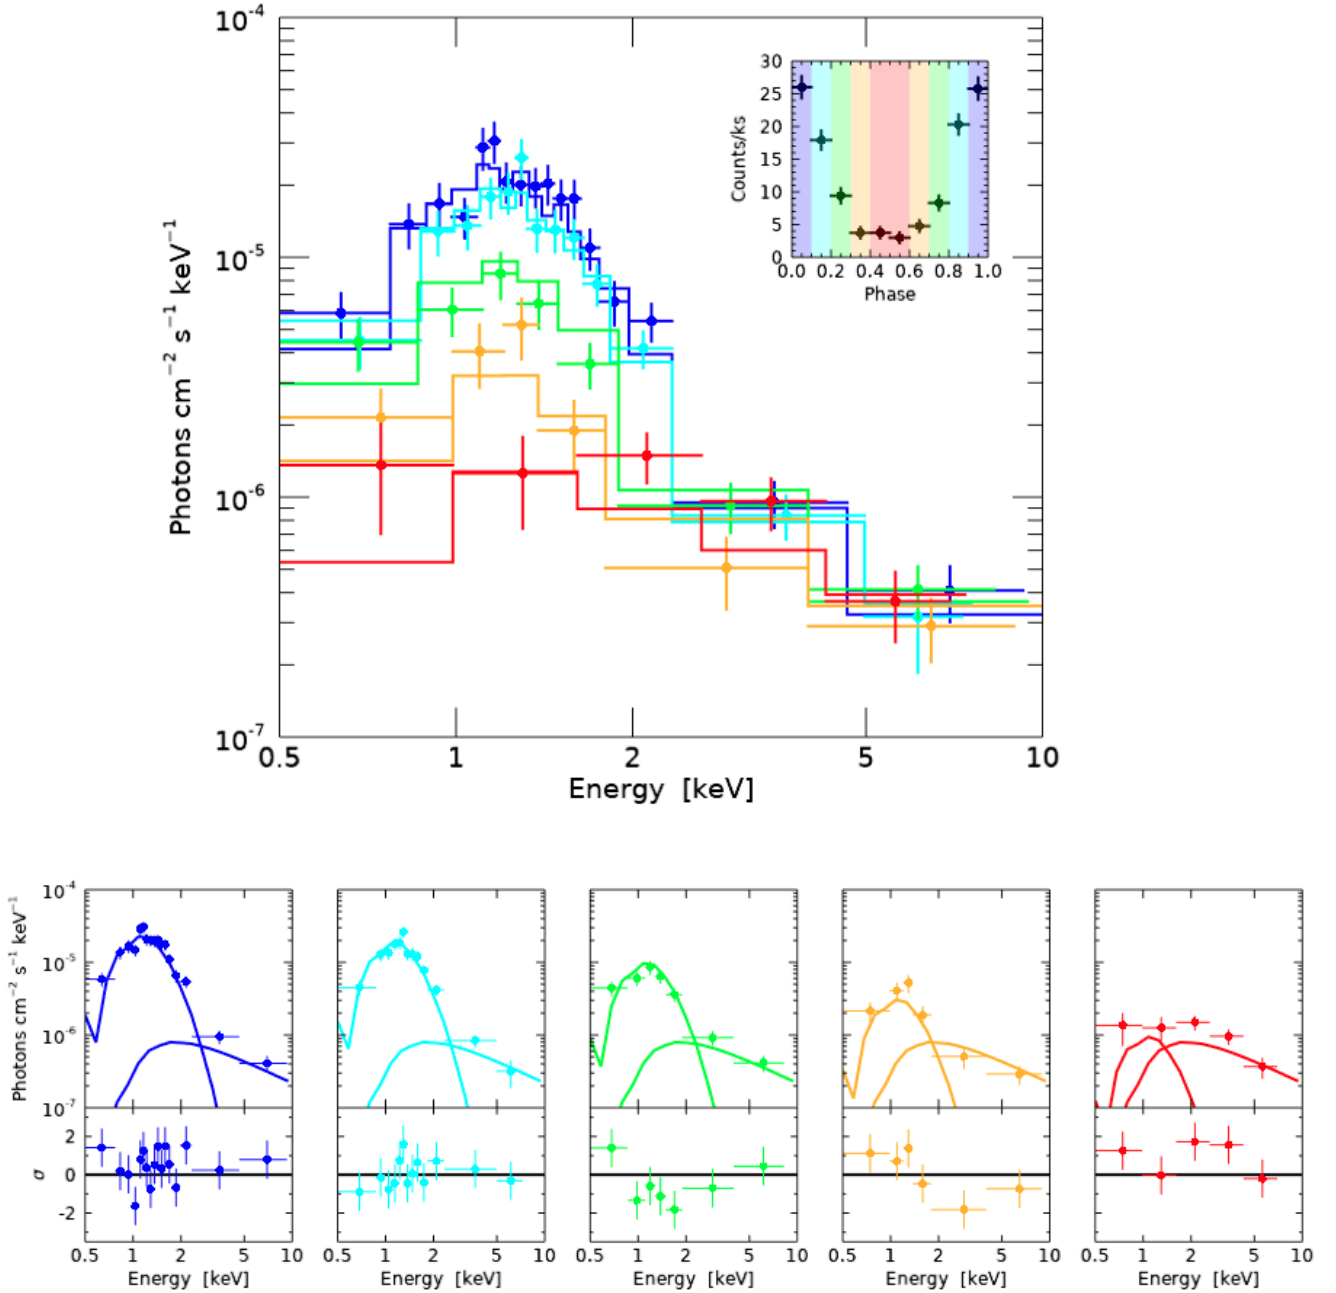 10⁻⁴
10⁻⁵
10⁻⁶
10⁻⁷
Photons cm⁻² s⁻¹ keV⁻¹
0.5 1 2 5 10
Energy [keV]
30
25
20
15
10
5
0
Counts/ks
0.0 0.2 0.4 0.6 0.8 1.0
Phase
10⁻⁴
10⁻⁵
10⁻⁶
10⁻⁷
Photons cm⁻² s⁻¹ keV⁻¹
2
0
-2
σ
0.5 1 2 5 10 0.5 1 2 5 10 0.5 1 2 5 10 0.5 1 2 5 10 0.5 1 2 5 10
Energy [keV] Energy [keV] Energy [keV] Energy [keV] Energy [keV]